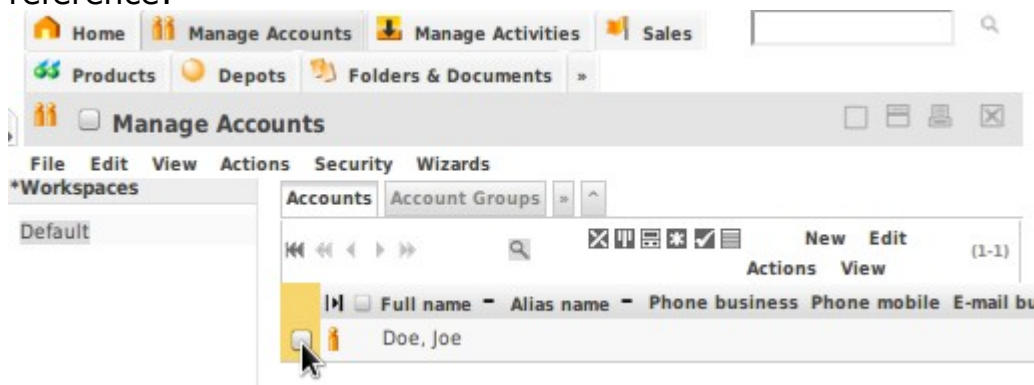 reference:
Home Manage Accounts Manage Activities Sales
Products Depots Folders & Documents »
Manage Accounts
File Edit View Actions Security Wizards
*Workspaces
Accounts Account Groups » ^
Default
New Edit (1-1)
Actions View
Full name Alias name Phone business Phone mobile E-mail bu
Doe, Joe